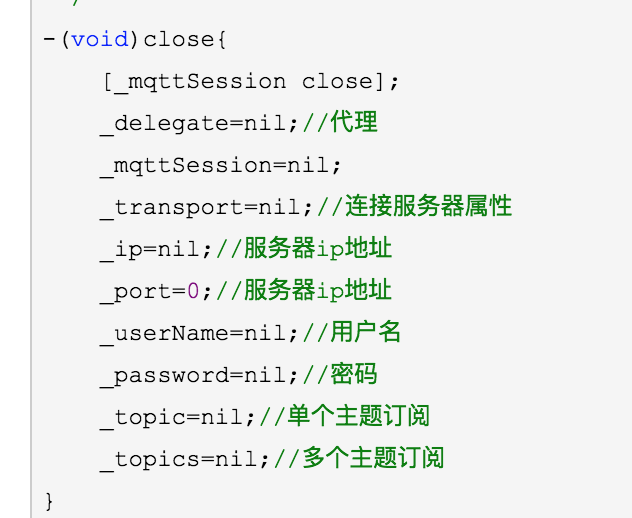 -(void)close{
[_mqttSession close];
_delegate=nil;//代理
_mqttSession=nil;
_transport=nil;//连接服务器属性
_ip=nil;//服务器ip地址
_port=0;//服务器ip地址
_userName=nil;//用户名
_password=nil;//密码
_topic=nil;//单个主题订阅
_topics=nil;//多个主题订阅
}